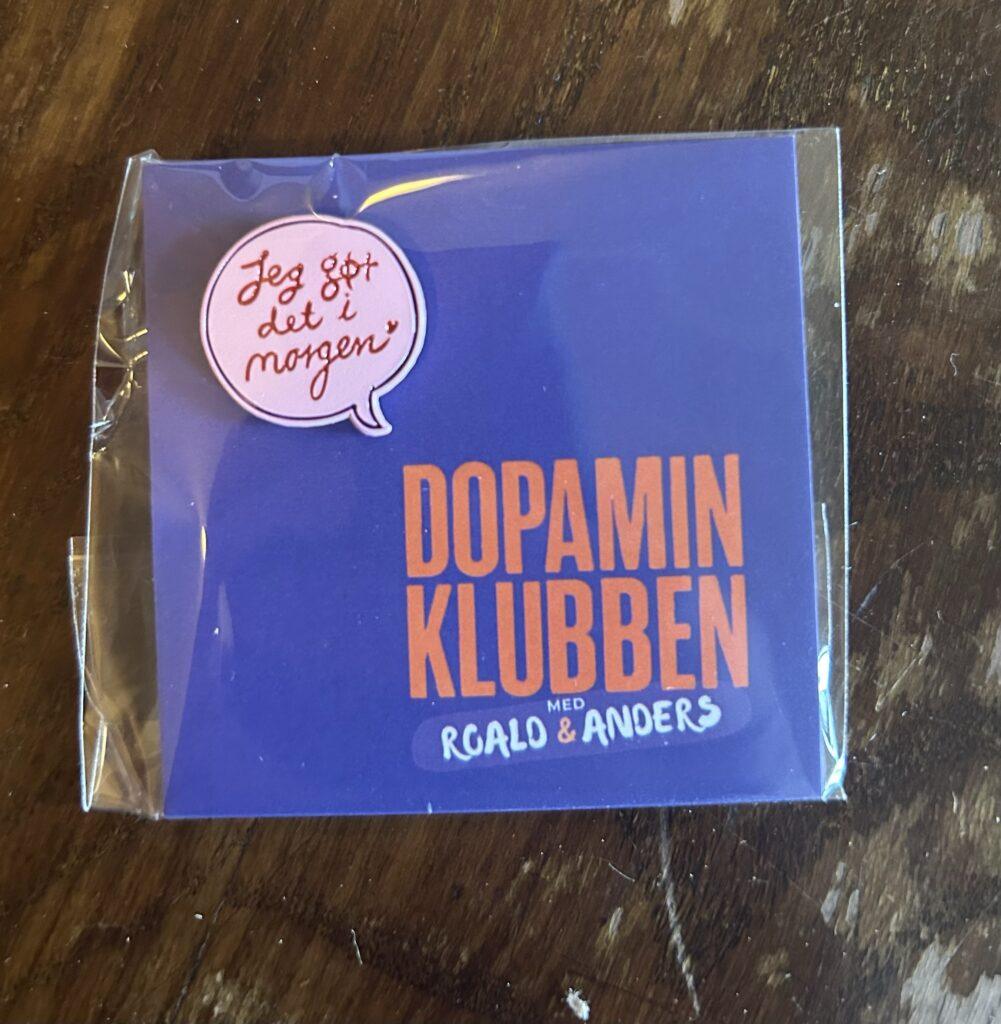 Jeg gør
det i
morgen
DOPAMIN
KLUBBEN
MED
ROALD & ANDERS